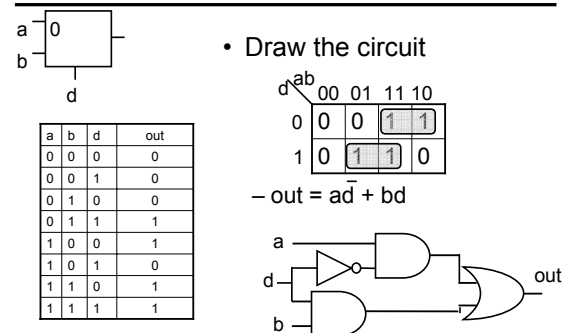 a
0
b
d
• Draw the circuit
a b d out
0 0 0 0
0 0 1 0
0 1 0 0
0 1 1 1
1 0 0 1
1 0 1 0
1 1 0 1
1 1 1 1
d ab 00 01 11 10
0 0 0 1 1
1 0 1 1 0
– out = ad̅ + bd
a
d
b
out